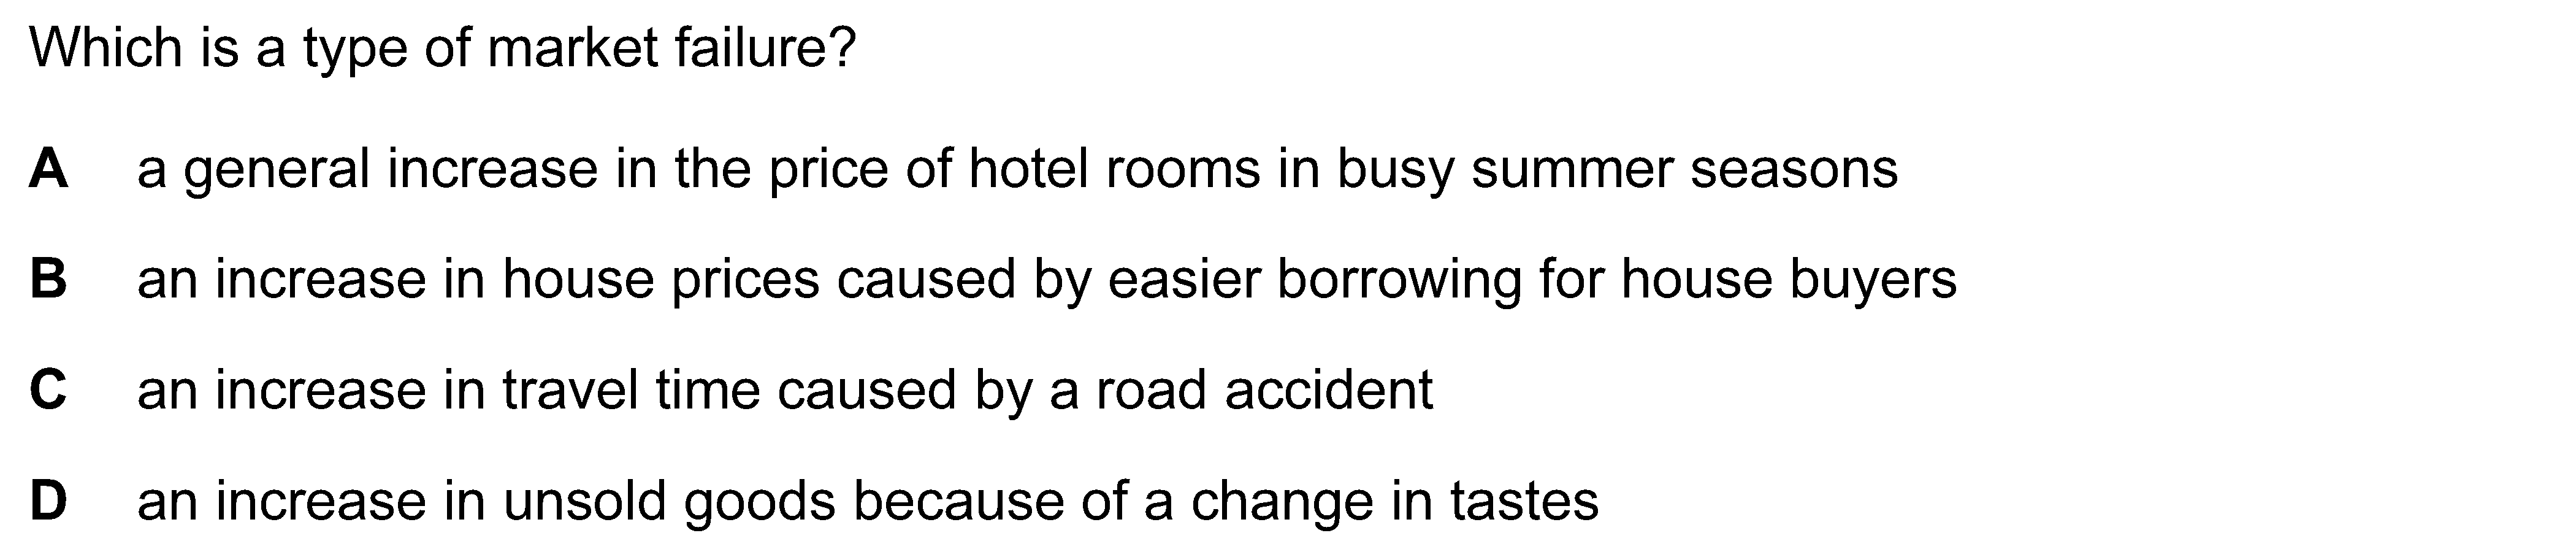 Which is a type of market failure?
A a general increase in the price of hotel rooms in busy summer seasons
B an increase in house prices caused by easier borrowing for house buyers
C an increase in travel time caused by a road accident
D an increase in unsold goods because of a change in tastes